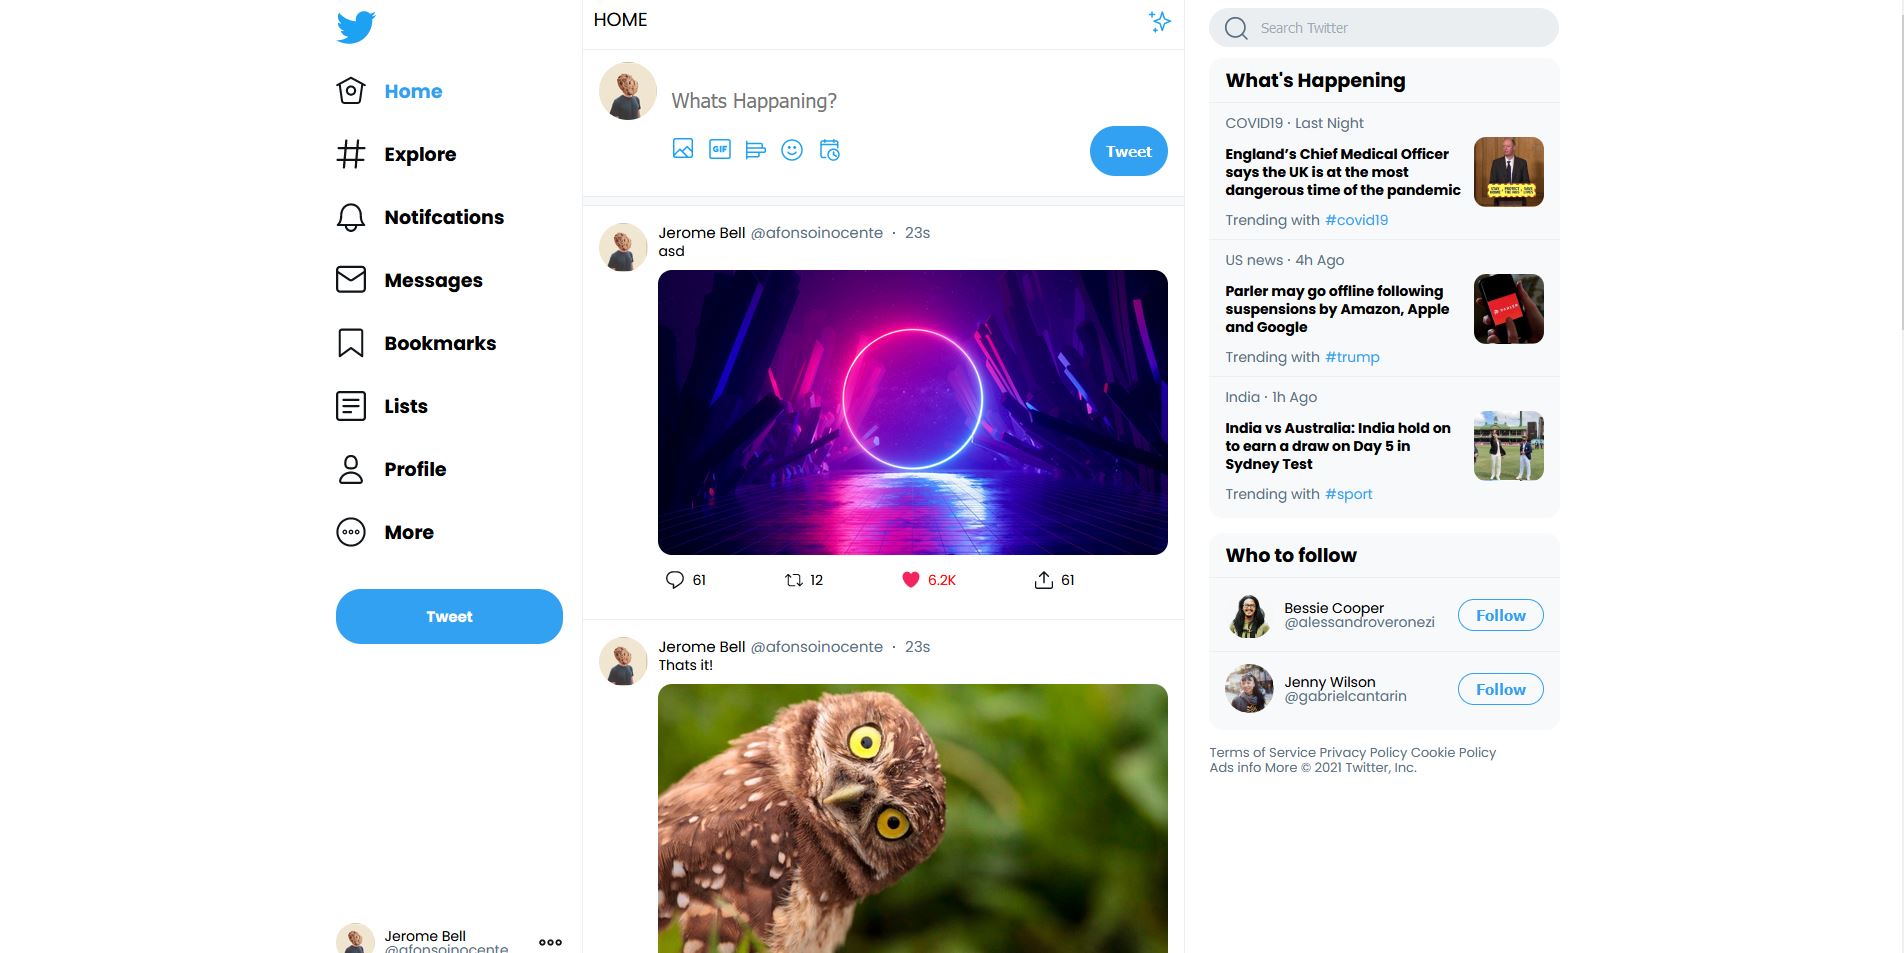 HOME
Home
Explore
Notifcations
Messages
Bookmarks
Lists
Profile
More
Tweet
Jerome Bell
@afonsoinocente
Whats Happaning?
GIF
Tweet
Jerome Bell @afonsoinocente · 23s
asd
61 12 6.2K 61
Jerome Bell @afonsoinocente · 23s
Thats it!
Search Twitter
What's Happening
COVID19 · Last Night
England’s Chief Medical Officer
says the UK is at the most
dangerous time of the pandemic
Trending with #covid19
US news · 4h Ago
Parler may go offline following
suspensions by Amazon, Apple
and Google
Trending with #trump
India · 1h Ago
India vs Australia: India hold on
to earn a draw on Day 5 in
Sydney Test
Trending with #sport
Who to follow
Bessie Cooper
@alessandroveronezi
Follow
Jenny Wilson
@gabrielcantarin
Follow
Terms of Service Privacy Policy Cookie Policy
Ads info More © 2021 Twitter, Inc.